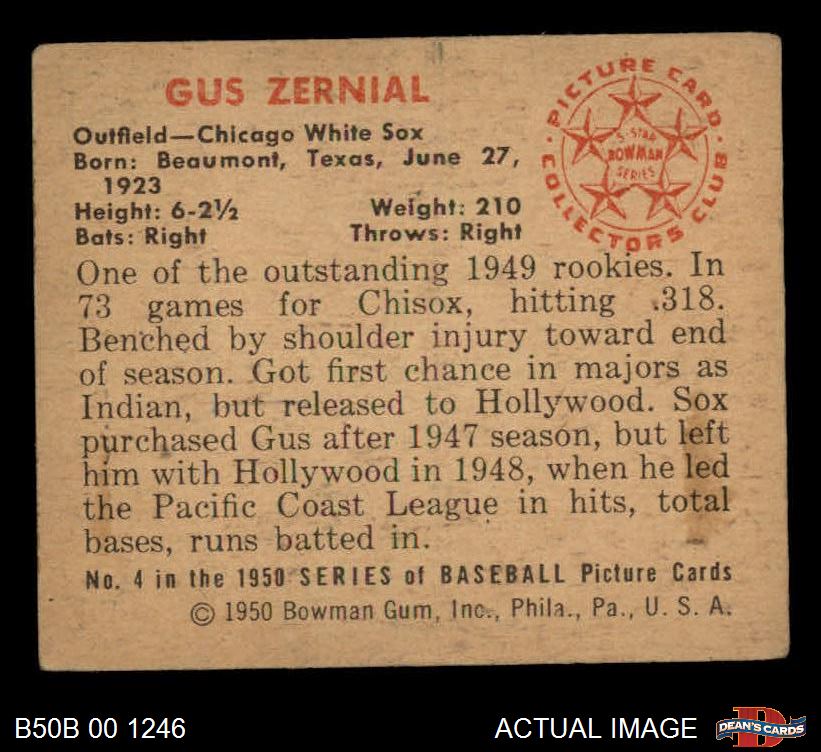 GUS ZERNIAL
Outfield—Chicago White Sox
Born: Beaumont, Texas, June 27,
1923
Height: 6-2½ Weight: 210
Bats: Right Throws: Right
PICTURE CARD
COLLECTORS CLUB
5-STAR
BOWMAN
SERIES
One of the outstanding 1949 rookies. In
73 games for Chisox, hitting .318.
Benched by shoulder injury toward end
of season. Got first chance in majors as
Indian, but released to Hollywood. Sox
purchased Gus after 1947 season, but left
him with Hollywood in 1948, when he led
the Pacific Coast League in hits, total
bases, runs batted in.
No. 4 in the 1950 SERIES of BASEBALL Picture Cards
© 1950 Bowman Gum, Inc., Phila., Pa., U. S. A.
B50B 00 1246 ACTUAL IMAGE
DEAN'S CARDS